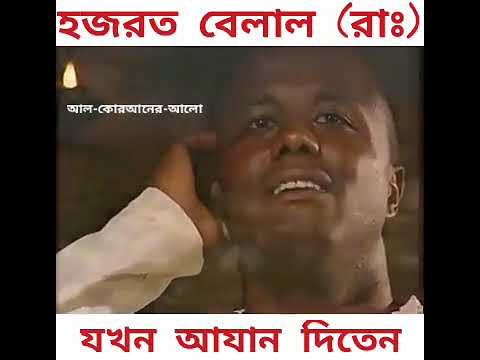 হজরত বেলাল (রাঃ)
আল-কোরআনের-আলো
যখন আযান দিতেন